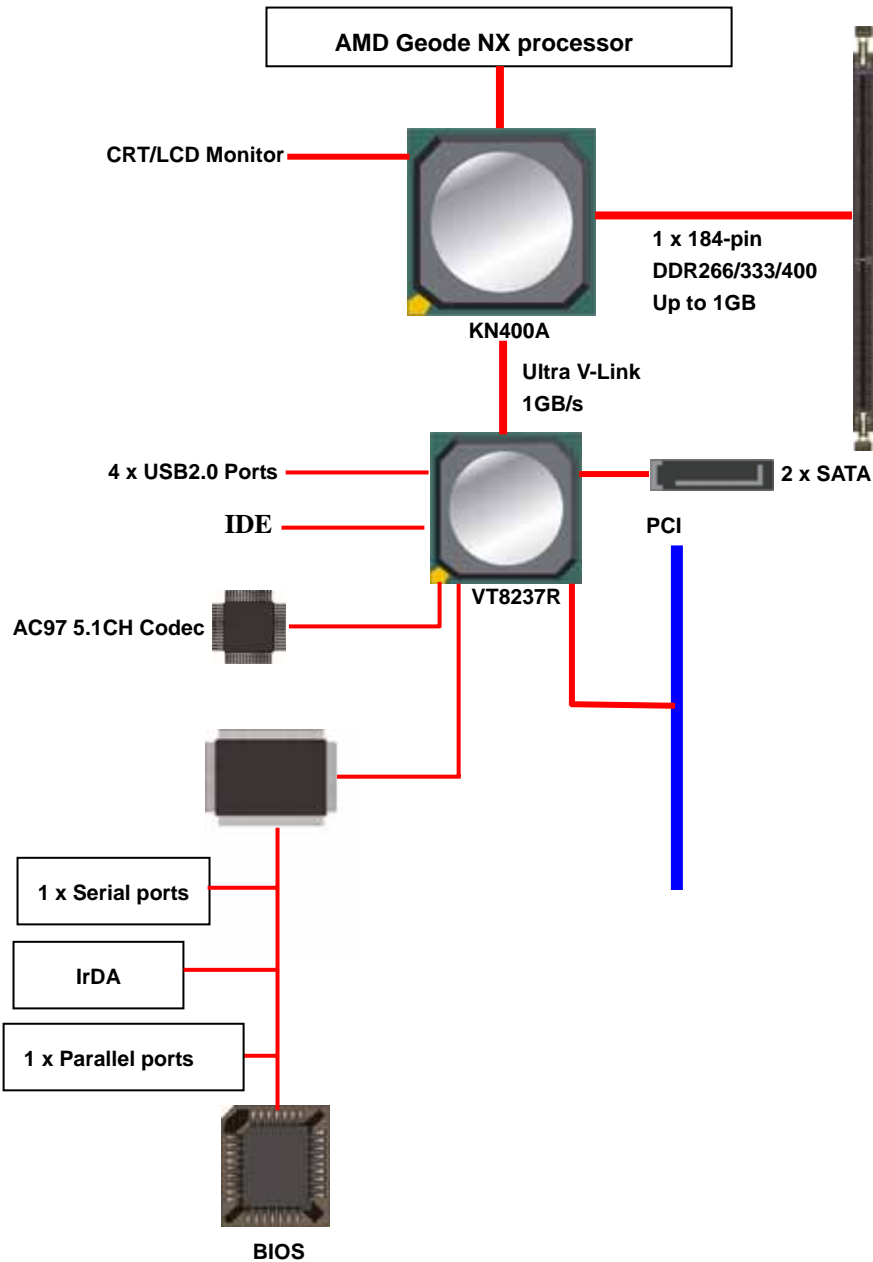 AMD Geode NX processor
CRT/LCD Monitor
1 x 184-pin
DDR266/333/400
Up to 1GB
KN400A
Ultra V-Link
1GB/s
4 x USB2.0 Ports
2 x SATA
IDE
PCI
VT8237R
AC97 5.1CH Codec
1 x Serial ports
IrDA
1 x Parallel ports
BIOS